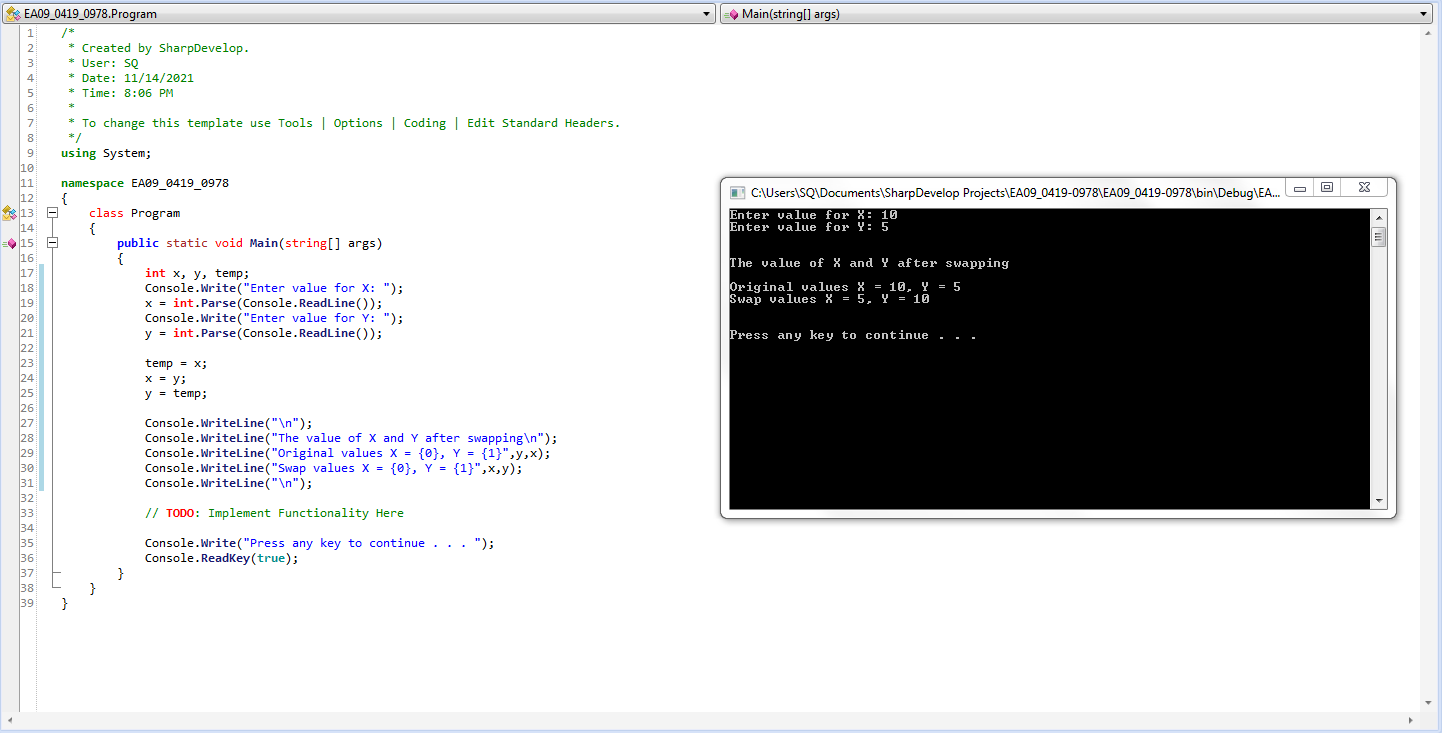 EA09_0419_0978.Program
Main(string[] args)
1 /*
2 * Created by SharpDevelop.
3 * User: SQ
4 * Date: 11/14/2021
5 * Time: 8:06 PM
6 *
7 * To change this template use Tools | Options | Coding | Edit Standard Headers.
8 */
9 using System;
10
11 namespace EA09_0419_0978
12 {
13 class Program
14 {
15 public static void Main(string[] args)
16 {
17 int x, y, temp;
18 Console.Write("Enter value for X: ");
19 x = int.Parse(Console.ReadLine());
20 Console.Write("Enter value for Y: ");
21 y = int.Parse(Console.ReadLine());
22
23 temp = x;
24 x = y;
25 y = temp;
26
27 Console.WriteLine("\n");
28 Console.WriteLine("The value of X and Y after swapping\n");
29 Console.WriteLine("Original values X = {0}, Y = {1}",y,x);
30 Console.WriteLine("Swap values X = {0}, Y = {1}",x,y);
31 Console.WriteLine("\n");
32
33 // TODO: Implement Functionality Here
34
35 Console.Write("Press any key to continue . . . ");
36 Console.ReadKey(true);
37 }
38 }
39 }
C:\Users\SQ\Documents\SharpDevelop Projects\EA09_0419-0978\EA09_0419-0978\bin\Debug\EA...
Enter value for X: 10
Enter value for Y: 5
The value of X and Y after swapping
Original values X = 10, Y = 5
Swap values X = 5, Y = 10
Press any key to continue . . .